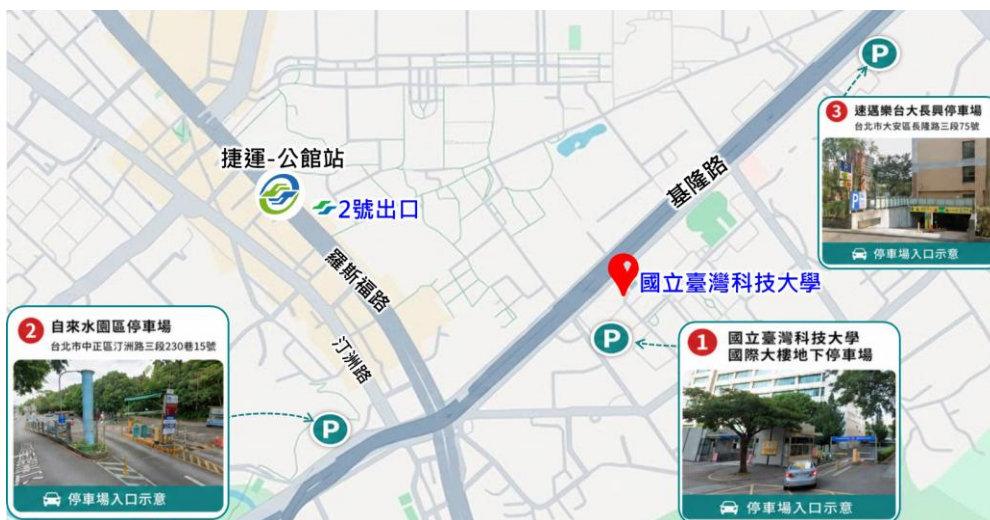 P
3 速邁樂台大長興停車場
台北市大安區長隆路三段75號
P
停車場入口示意
捷運-公館站
2號出口
基隆路
羅斯福路
國立臺灣科技大學
汀洲路
2 自來水園區停車場
台北市中正區汀洲路三段230巷15號
停車場入口示意
P
P
1 國立臺灣科技大學
國際大樓地下停車場
停車場入口示意